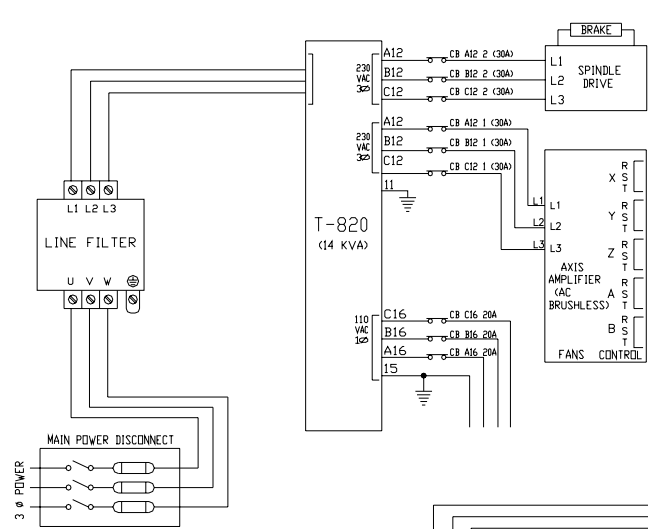 BRAKE
A12 CB A12 2 (30A) L1
230 VAC 3Ø
B12 CB B12 2 (30A) L2
C12 CB C12 2 (30A) L3
SPINDLE
DRIVE
A12 CB A12 1 (30A)
230 VAC 3Ø
B12 CB B12 1 (30A)
C12 CB C12 1 (30A)
11
T-820
(14 KVA)
L1 L1
L2 L2
L3 L3
X R S T
Y R S T
Z R S T
A R S T
B R S T
AXIS
AMPLIFIER
(AC
BRUSHLESS)
FANS CONTROL
L1 L2 L3
LINE FILTER
U V W
110 VAC 1Ø
C16 CB C16 20A
B16 CB B16 20A
A16 CB A16 20A
15
MAIN POWER DISCONNECT
3 Ø POWER